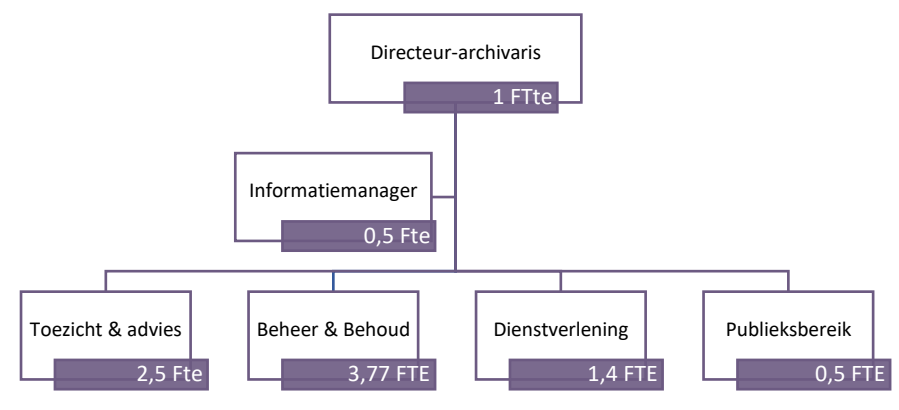 Directeur-archivaris
1 FTte
Informatiemanager
0,5 Fte
Toezicht & advies
2,5 Fte
Beheer & Behoud
3,77 FTE
Dienstverlening
1,4 FTE
Publieksbereik
0,5 FTE